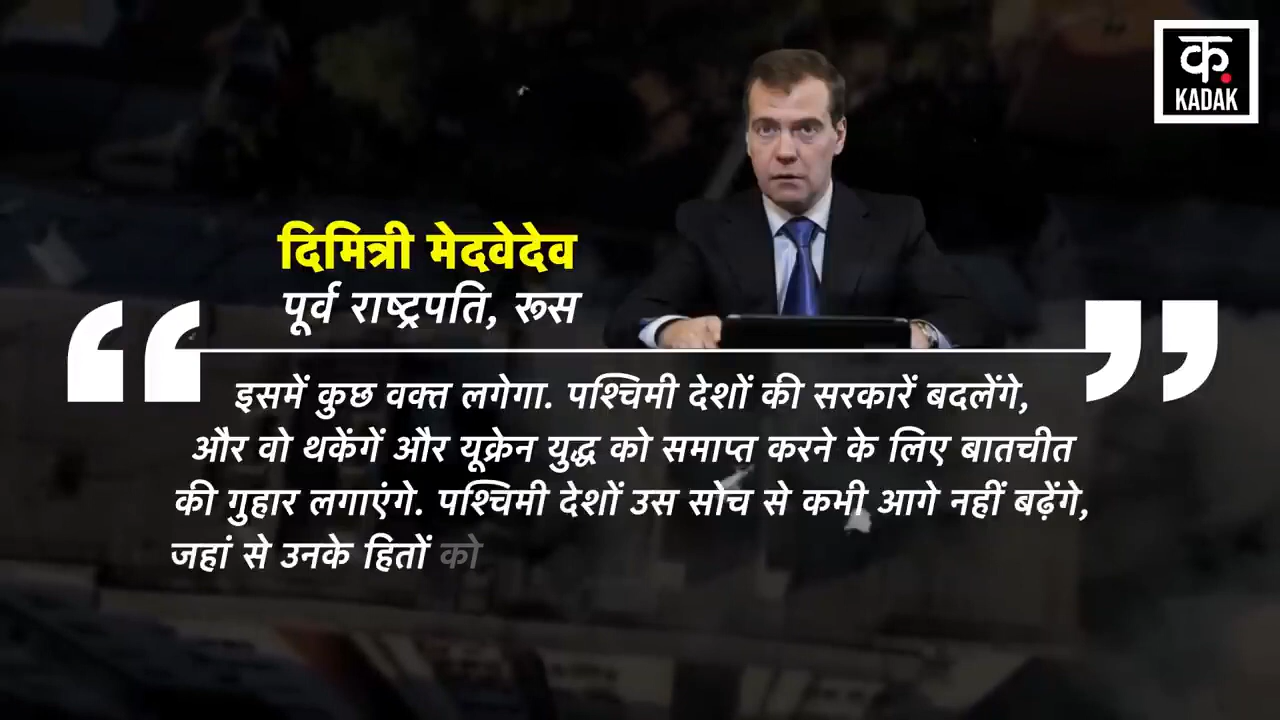 क.
KADAK
दिमित्री मेदवेदेव
पूर्व राष्ट्रपति, रूस
“ ”
इसमें कुछ वक्त लगेगा. पश्चिमी देशों की सरकारें बदलेंगे,
और वो थकेंगें और यूक्रेन युद्ध को समाप्त करने के लिए बातचीत
की गुहार लगाएंगे. पश्चिमी देशों उस सोच से कभी आगे नहीं बढ़ेंगे,
जहां से उनके हितों को